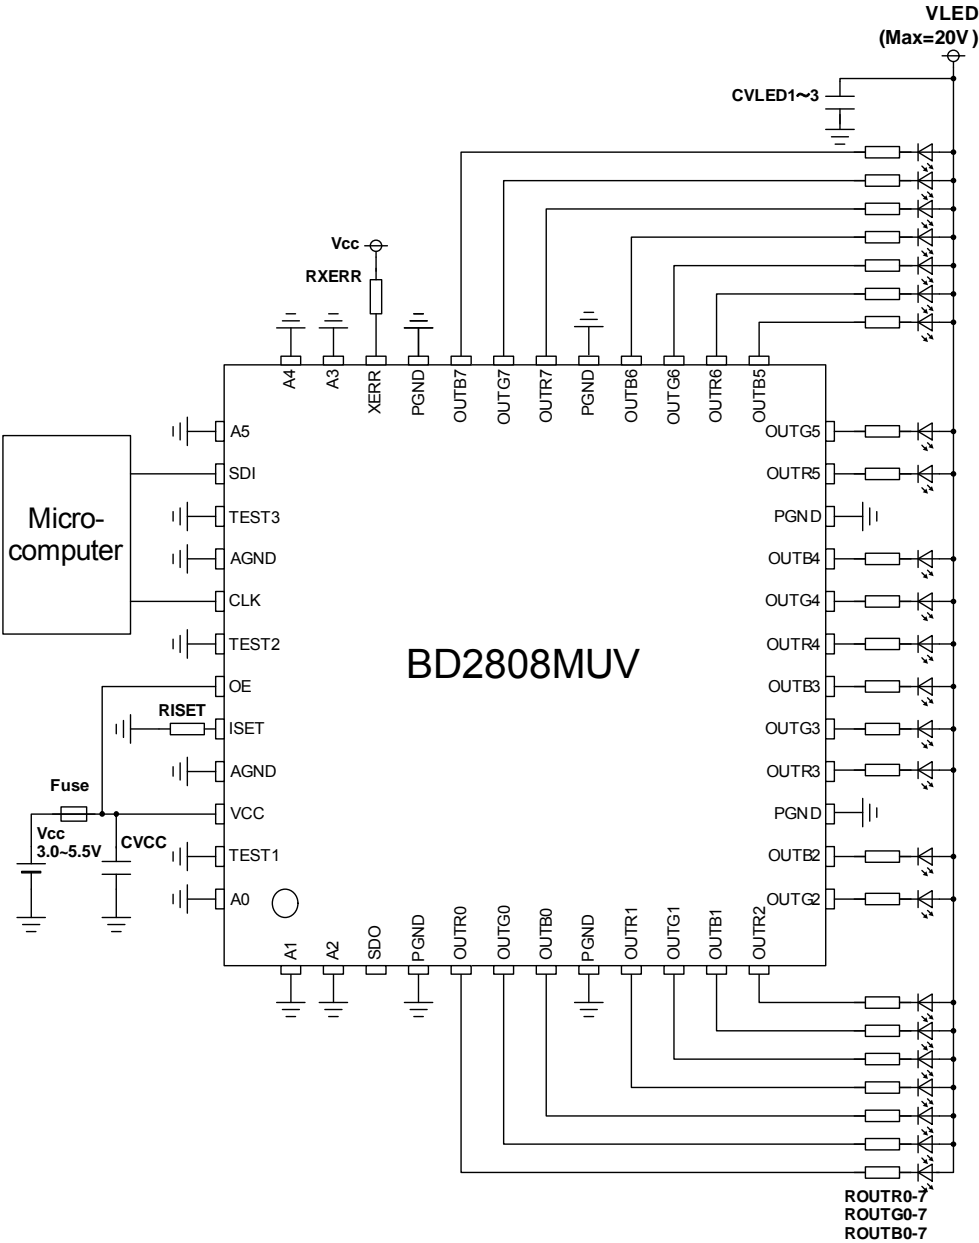 VLED
(Max=20V)
CVLED1～3
Vcc
RXERR
A4
A3
XERR
PGND
OUTB7
OUTG7
OUTR7
PGND
OUTB6
OUTG6
OUTR6
OUTB5
A5
SDI
TEST3
AGND
CLK
TEST2
OE
ISET
AGND
VCC
TEST1
A0
Micro-
computer
RISET
Fuse
Vcc
3.0~5.5V
CVCC
BD2808MUV
OUTG5
OUTR5
PGND
OUTB4
OUTG4
OUTR4
OUTB3
OUTG3
OUTR3
PGND
OUTB2
OUTG2
A1
A2
SDO
PGND
OUTR0
OUTG0
OUTB0
PGND
OUTR1
OUTG1
OUTB1
OUTR2
ROUTR0-7
ROUTG0-7
ROUTB0-7